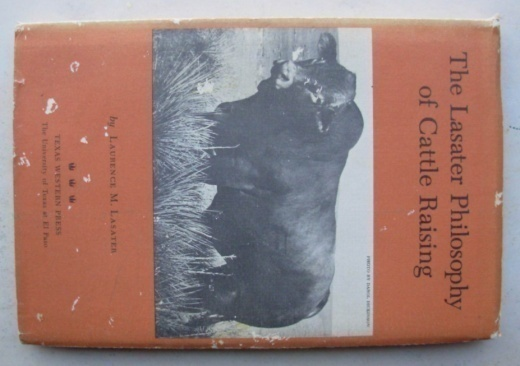 The Lasater Philosophy
of Cattle Raising
by LAURENCE M. LASATER
TEXAS WESTERN PRESS
The University of Texas at El Paso